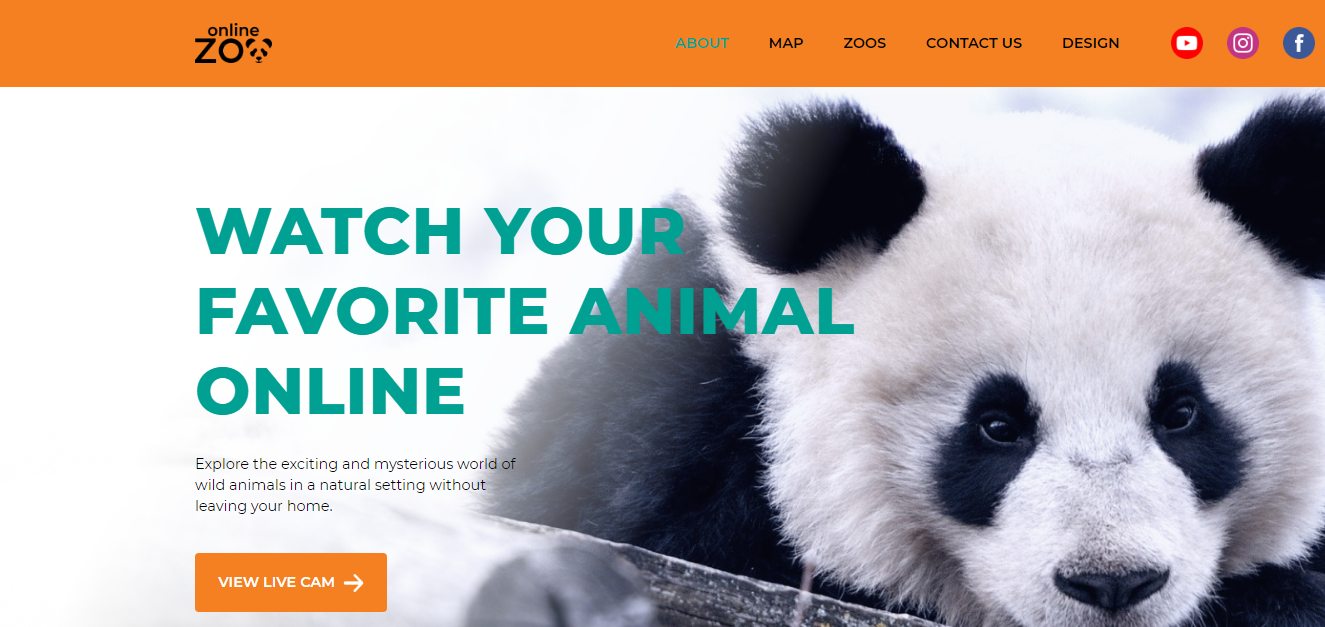 online
ZOO
ABOUT MAP ZOOS CONTACT US DESIGN
WATCH YOUR
FAVORITE ANIMAL
ONLINE
Explore the exciting and mysterious world of
wild animals in a natural setting without
leaving your home.
VIEW LIVE CAM